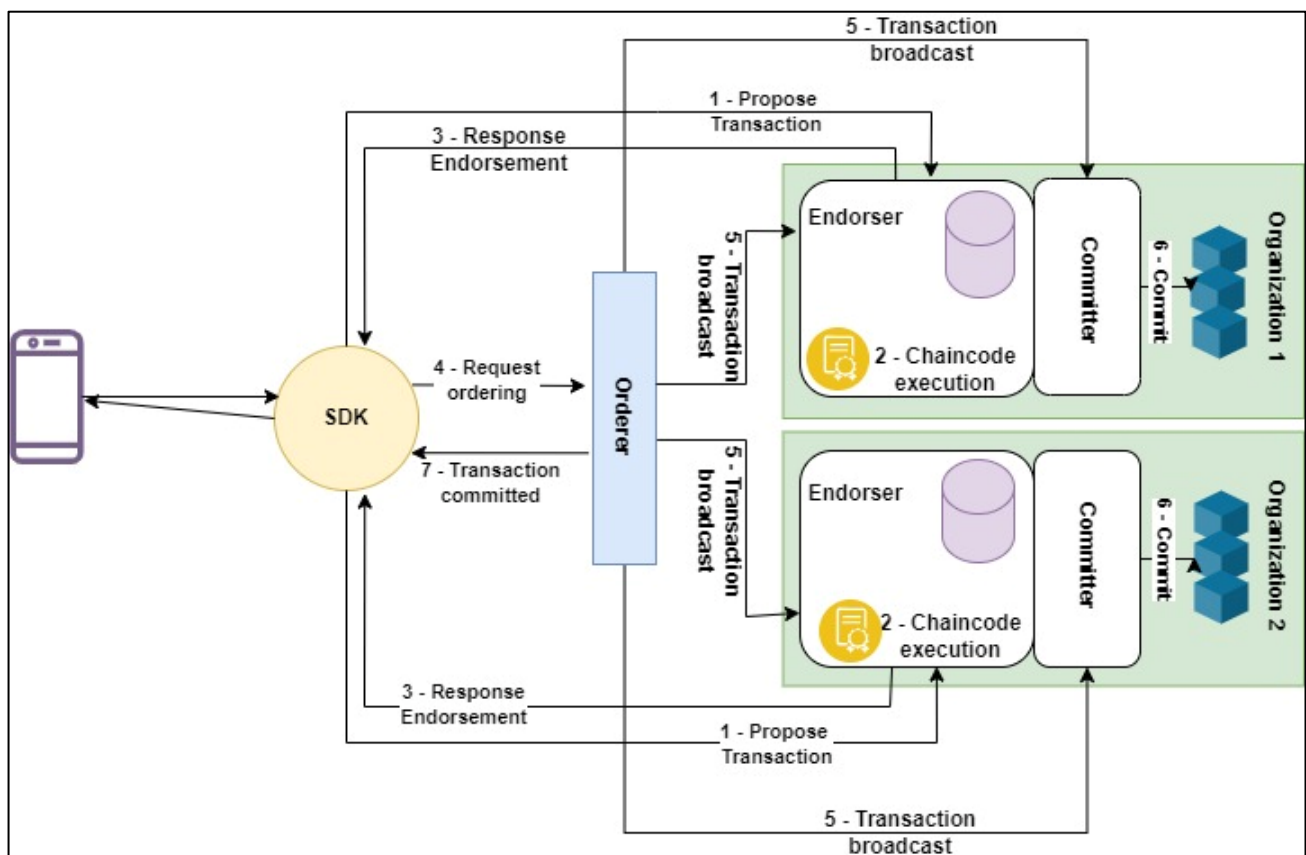 5 - Transaction
broadcast
1 - Propose
Transaction
3 - Response
Endorsement
Endorser
2 - Chaincode
execution
Committer
6 - Commit
Organization 1
5 - Transaction
broadcast
SDK
4 - Request
ordering
7 - Transaction
committed
Orderer
5 - Transaction
broadcast
Endorser
2 - Chaincode
execution
Committer
6 - Commit
Organization 2
3 - Response
Endorsement
1 - Propose
Transaction
5 - Transaction
broadcast